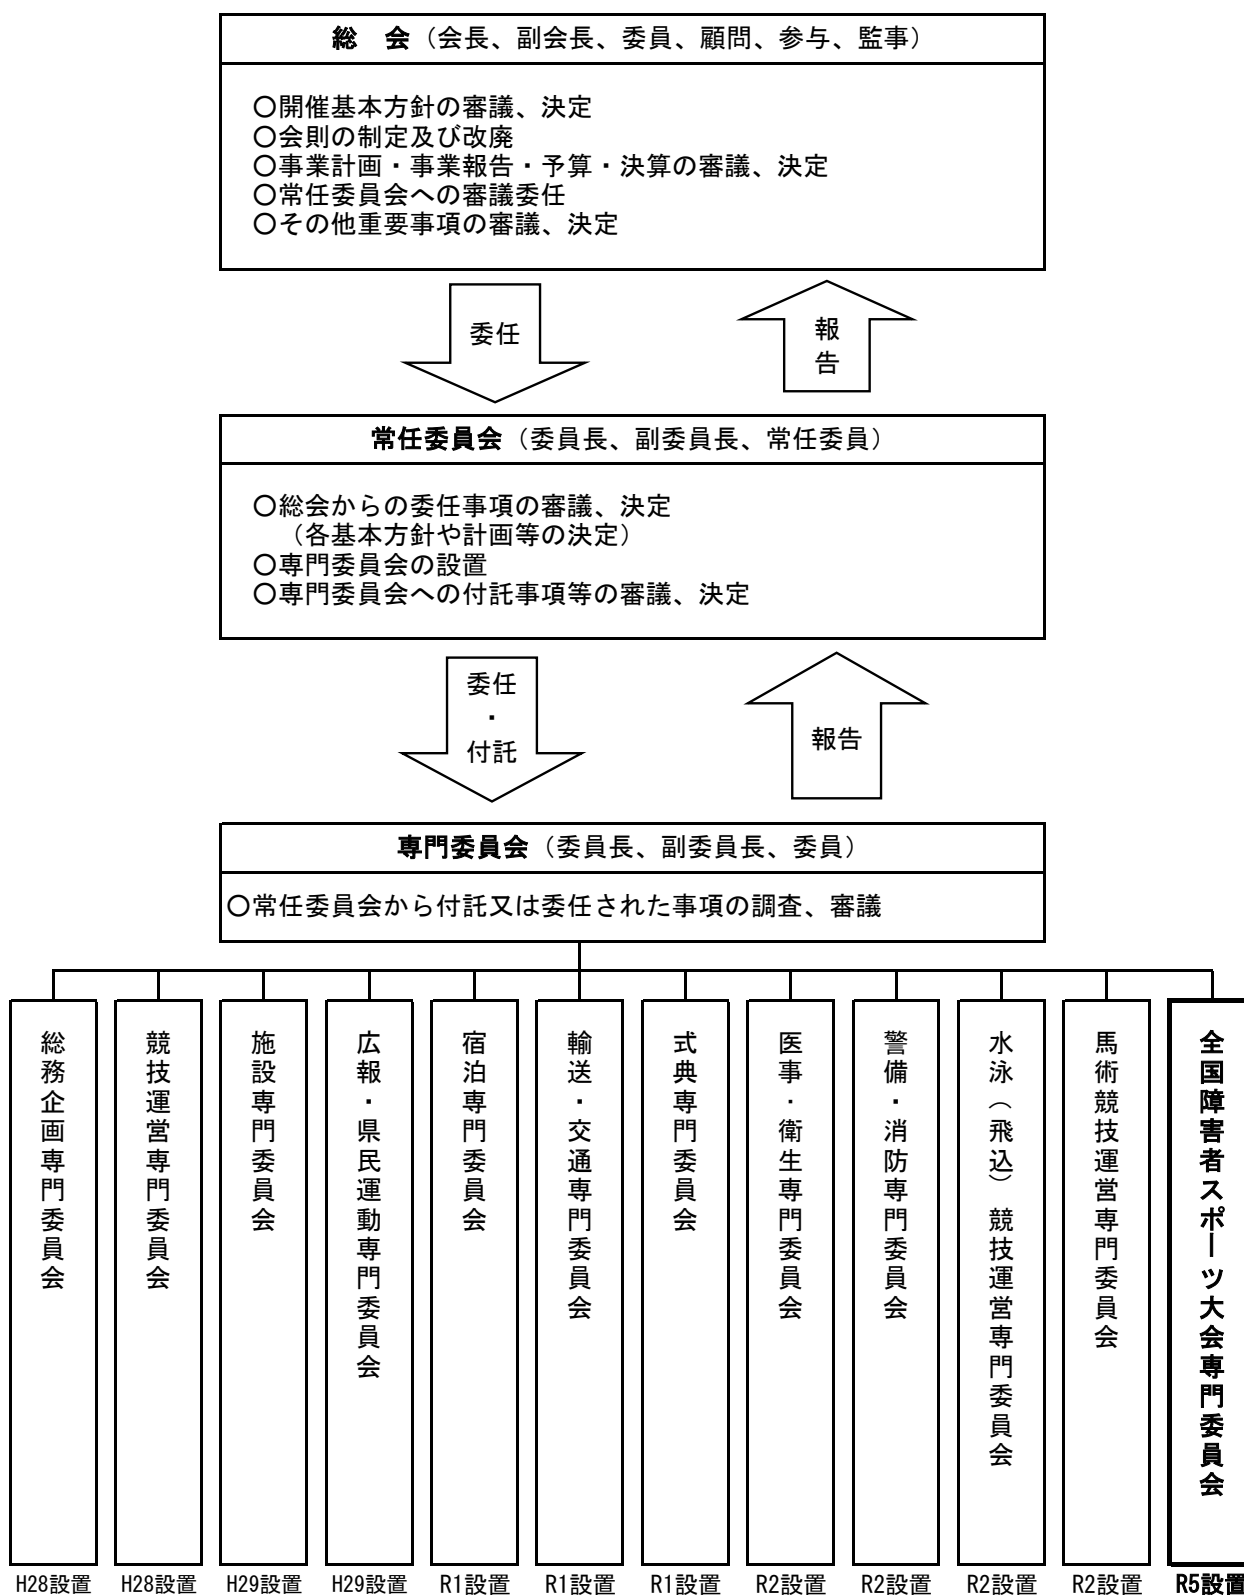 総　会（会長、副会長、委員、顧問、参与、監事）
〇開催基本方針の審議、決定
〇会則の制定及び改廃
〇事業計画・事業報告・予算・決算の審議、決定
〇常任委員会への審議委任
〇その他重要事項の審議、決定
委任
報
告
常任委員会（委員長、副委員長、常任委員）
〇総会からの委任事項の審議、決定
（各基本方針や計画等の決定）
〇専門委員会の設置
〇専門委員会への付託事項等の審議、決定
委任
・
付託
報告
専門委員会（委員長、副委員長、委員）
〇常任委員会から付託又は委任された事項の調査、審議
総務企画専門委員会
競技運営専門委員会
施設専門委員会
広報・県民運動専門委員会
宿泊専門委員会
輸送・交通専門委員会
式典専門委員会
医事・衛生専門委員会
警備・消防専門委員会
水泳（飛込）競技運営専門委員会
馬術競技運営専門委員会
全国障害者スポーツ大会専門委員会
H28設置
H28設置
H29設置
H29設置
R1設置
R1設置
R1設置
R2設置
R2設置
R2設置
R2設置
R5設置